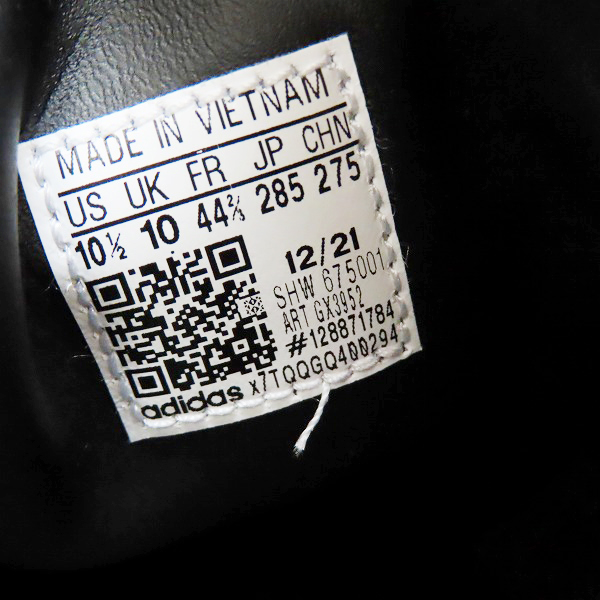 MADE IN VIETNAM
US UK FR JP CHN
10½ 10 44⅔ 285 275
12/21
SHW 675001
ART GX3952
#128871784
adidas x7TQQGQ400294